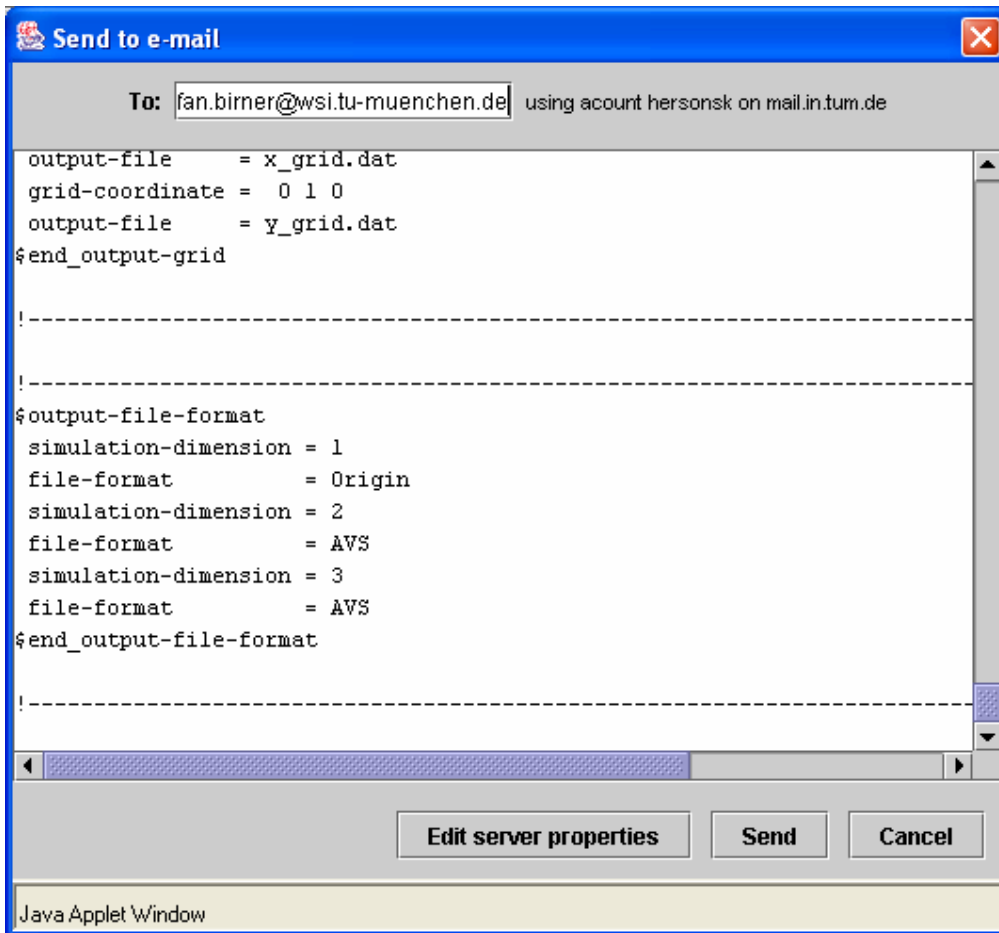 Send to e-mail
To: fan.birner@wsi.tu-muenchen.de using acount hersonsk on mail.in.tum.de
output-file = x_grid.dat
grid-coordinate = 0 1 0
output-file = y_grid.dat
$end_output-grid
!-----------------------------------------------------------------------
!-----------------------------------------------------------------------
$output-file-format
simulation-dimension = 1
file-format = Origin
simulation-dimension = 2
file-format = AVS
simulation-dimension = 3
file-format = AVS
$end_output-file-format
!-----------------------------------------------------------------------
Edit server properties Send Cancel
Java Applet Window